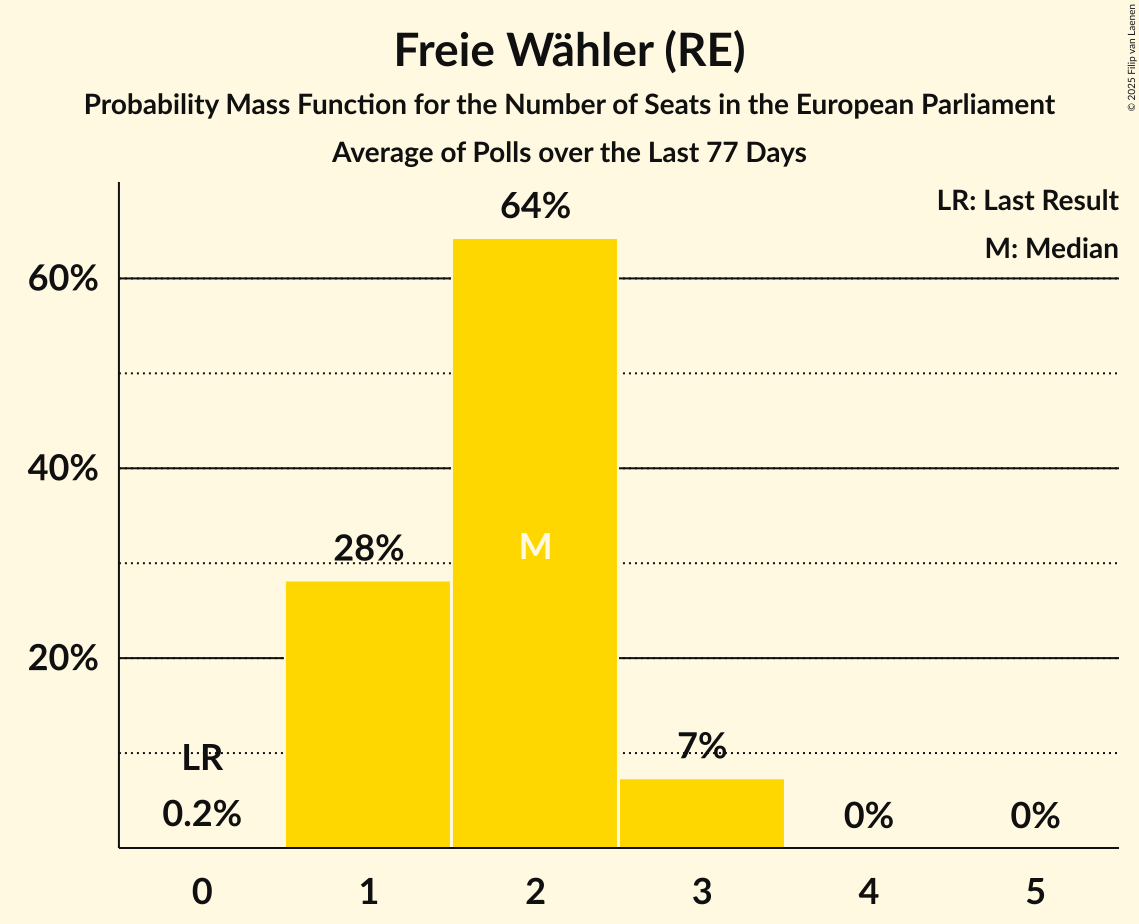 Freie Wähler (RE)
Probability Mass Function for the Number of Seats in the European Parliament
Average of Polls over the Last 77 Days
© 2025 Filip van Laenen
LR: Last Result
M: Median
64%
60%
40%
28%
M
20%
7%
LR
0.2%
0%
0%
0
1
2
3
4
5